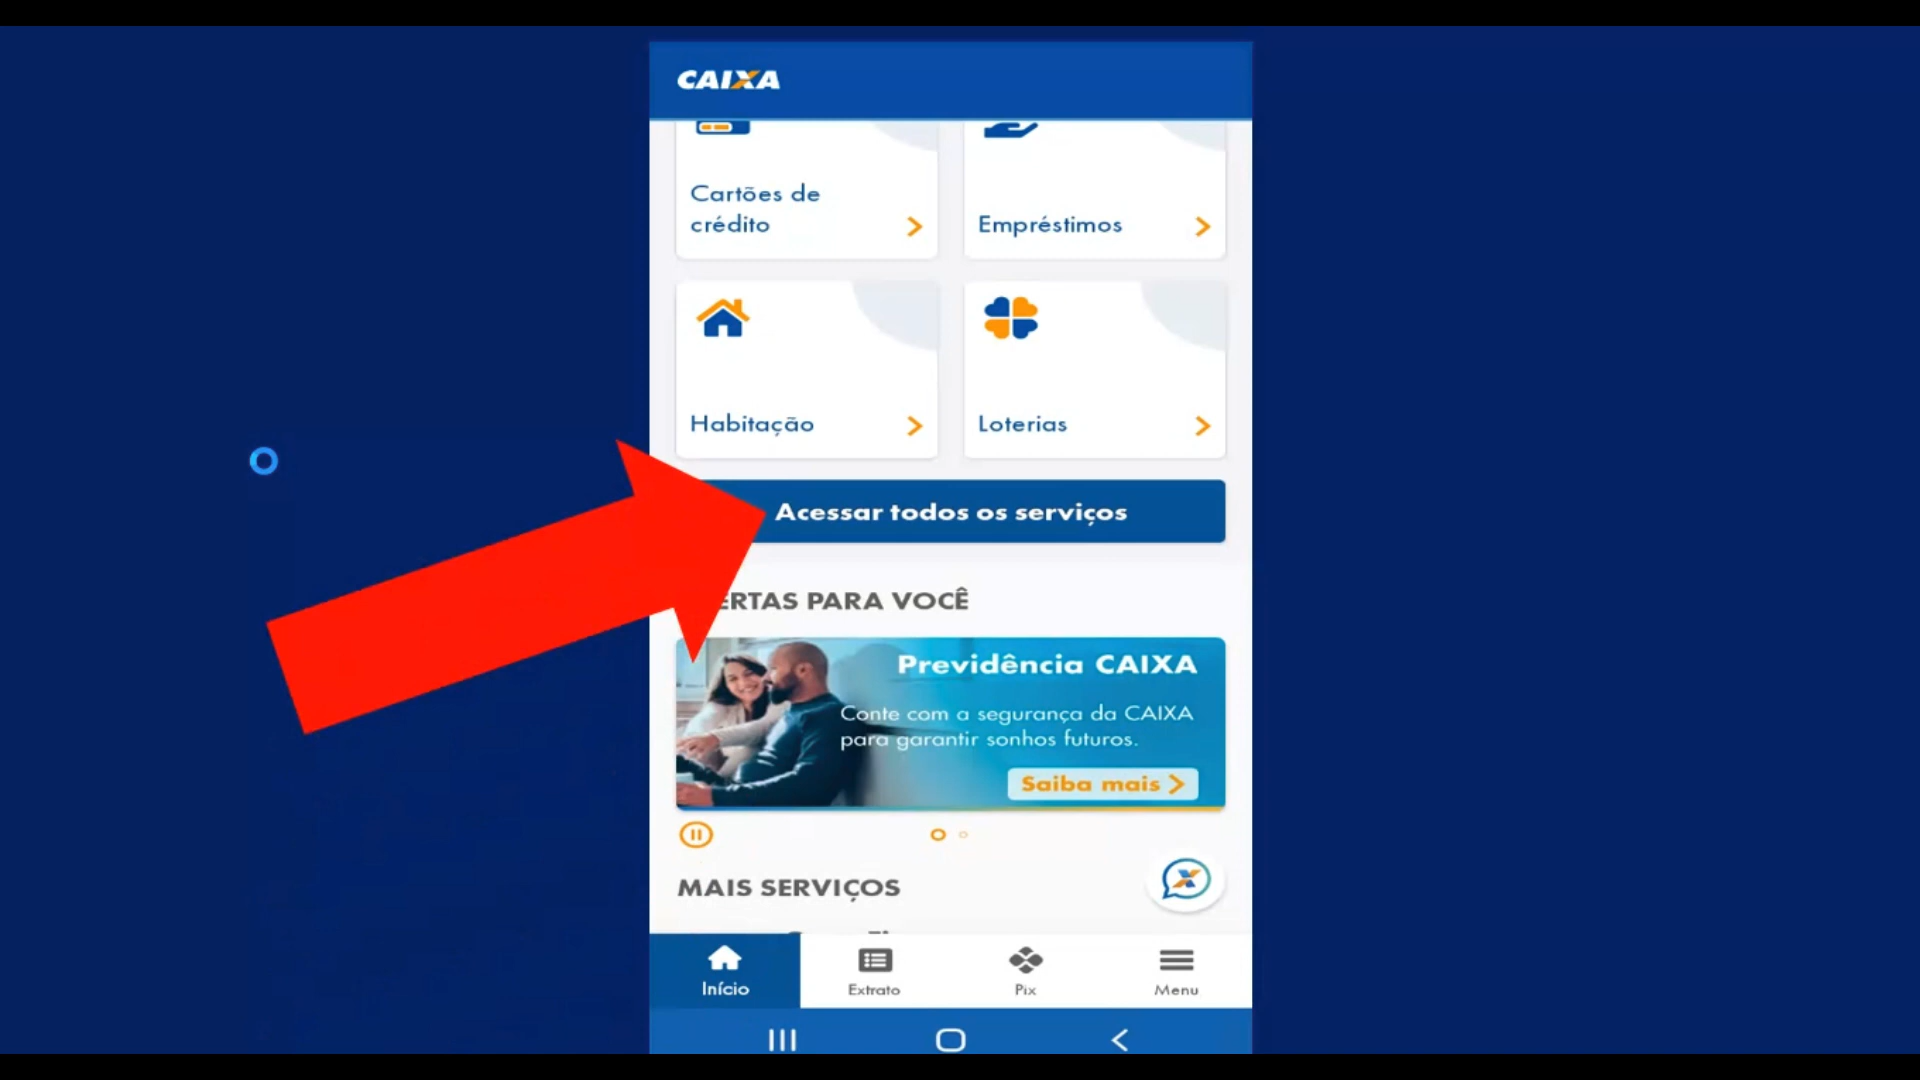 CAIXA
Cartões de
crédito
Empréstimos
Habitação
Loterias
Acessar todos os serviços
ERTAS PARA VOCÊ
Previdência CAIXA
Conte com a segurança da CAIXA
para garantir sonhos futuros.
Saiba mais
MAIS SERVIÇOS
Início
Extrato
Pix
Menu